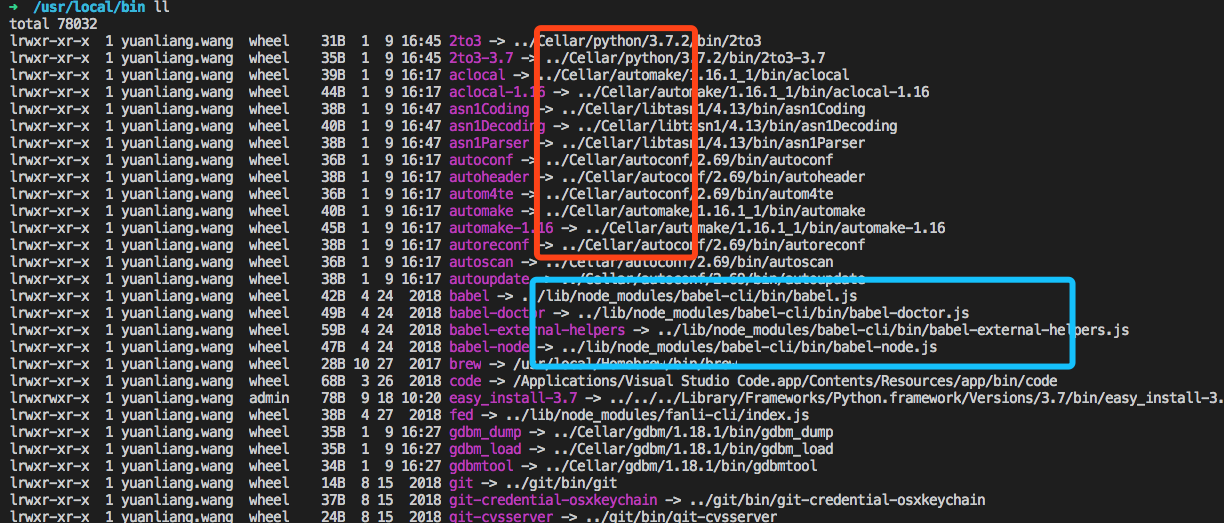 → /usr/local/bin ll
total 78032
lrwxr-xr-x 1 yuanliang.wang wheel 31B 1 9 16:45 2to3 -> ../Cellar/python/3.7.2/bin/2to3
lrwxr-xr-x 1 yuanliang.wang wheel 35B 1 9 16:45 2to3-3.7 -> ../Cellar/python/3.7.2/bin/2to3-3.7
lrwxr-xr-x 1 yuanliang.wang wheel 39B 1 9 16:17 aclocal -> ../Cellar/automake/1.16.1_1/bin/aclocal
lrwxr-xr-x 1 yuanliang.wang wheel 44B 1 9 16:17 aclocal-1.16 -> ../Cellar/automake/1.16.1_1/bin/aclocal-1.16
lrwxr-xr-x 1 yuanliang.wang wheel 38B 1 9 16:47 asn1Coding -> ../Cellar/libtasn1/4.13/bin/asn1Coding
lrwxr-xr-x 1 yuanliang.wang wheel 40B 1 9 16:47 asn1Decoding -> ../Cellar/libtasn1/4.13/bin/asn1Decoding
lrwxr-xr-x 1 yuanliang.wang wheel 38B 1 9 16:47 asn1Parser -> ../Cellar/libtasn1/4.13/bin/asn1Parser
lrwxr-xr-x 1 yuanliang.wang wheel 36B 1 9 16:17 autoconf -> ../Cellar/autoconf/2.69/bin/autoconf
lrwxr-xr-x 1 yuanliang.wang wheel 38B 1 9 16:17 autoheader -> ../Cellar/autoconf/2.69/bin/autoheader
lrwxr-xr-x 1 yuanliang.wang wheel 36B 1 9 16:17 autom4te -> ../Cellar/autoconf/2.69/bin/autom4te
lrwxr-xr-x 1 yuanliang.wang wheel 40B 1 9 16:17 automake -> ../Cellar/automake/1.16.1_1/bin/automake
lrwxr-xr-x 1 yuanliang.wang wheel 45B 1 9 16:17 automake-1.16 -> ../Cellar/automake/1.16.1_1/bin/automake-1.16
lrwxr-xr-x 1 yuanliang.wang wheel 38B 1 9 16:17 autoreconf -> ../Cellar/autoconf/2.69/bin/autoreconf
lrwxr-xr-x 1 yuanliang.wang wheel 36B 1 9 16:17 autoscan -> ../Cellar/autoconf/2.69/bin/autoscan
lrwxr-xr-x 1 yuanliang.wang wheel 38B 1 9 16:17 autoupdate -> ../Cellar/autoconf/2.69/bin/autoupdate
lrwxr-xr-x 1 yuanliang.wang wheel 42B 4 24 2018 babel -> ../lib/node_modules/babel-cli/bin/babel.js
lrwxr-xr-x 1 yuanliang.wang wheel 49B 4 24 2018 babel-doctor -> ../lib/node_modules/babel-cli/bin/babel-doctor.js
lrwxr-xr-x 1 yuanliang.wang wheel 59B 4 24 2018 babel-external-helpers -> ../lib/node_modules/babel-cli/bin/babel-external-helpers.js
lrwxr-xr-x 1 yuanliang.wang wheel 47B 4 24 2018 babel-node -> ../lib/node_modules/babel-cli/bin/babel-node.js
lrwxr-xr-x 1 yuanliang.wang wheel 28B 10 27 2017 brew -> /usr/local/Homebrew/bin/brew
lrwxr-xr-x 1 yuanliang.wang wheel 68B 3 26 2018 code -> /Applications/Visual Studio Code.app/Contents/Resources/app/bin/code
lrwxrwxr-x 1 yuanliang.wang admin 78B 9 18 10:20 easy_install-3.7 -> ../../../Library/Frameworks/Python.framework/Versions/3.7/bin/easy_install-3.
lrwxr-xr-x 1 yuanliang.wang wheel 38B 4 27 2018 fed -> ../lib/node_modules/fanli-cli/index.js
lrwxr-xr-x 1 yuanliang.wang wheel 35B 1 9 16:27 gdbm_dump -> ../Cellar/gdbm/1.18.1/bin/gdbm_dump
lrwxr-xr-x 1 yuanliang.wang wheel 35B 1 9 16:27 gdbm_load -> ../Cellar/gdbm/1.18.1/bin/gdbm_load
lrwxr-xr-x 1 yuanliang.wang wheel 34B 1 9 16:27 gdbmtool -> ../Cellar/gdbm/1.18.1/bin/gdbmtool
lrwxr-xr-x 1 yuanliang.wang wheel 14B 8 15 2018 git -> ../git/bin/git
lrwxr-xr-x 1 yuanliang.wang wheel 37B 8 15 2018 git-credential-osxkeychain -> ../git/bin/git-credential-osxkeychain
lrwxr-xr-x 1 yuanliang.wang wheel 24B 8 15 2018 git-cvsserver -> ../git/bin/git-cvsserver